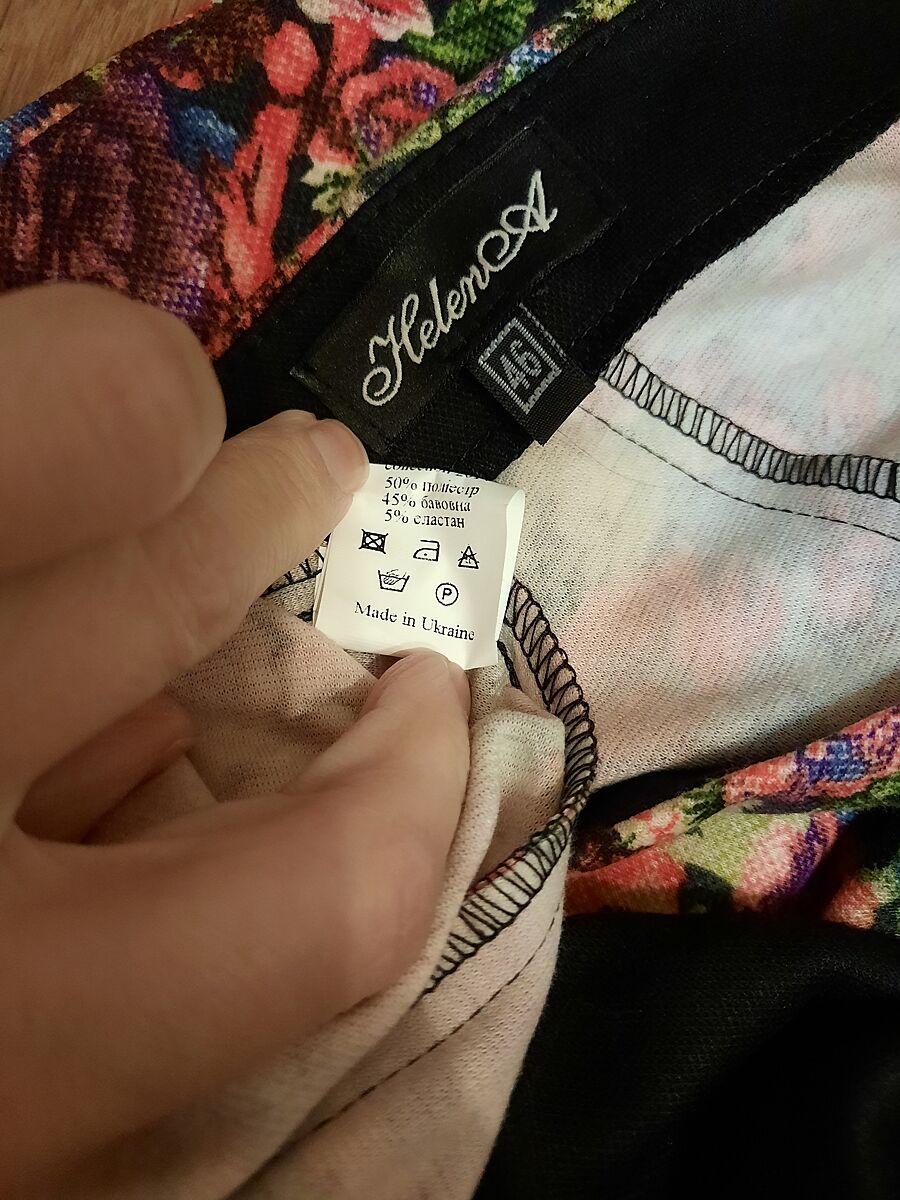 HelenA
46
50% поліестр
45% бавовна
5% еластан
P
Made in Ukraine